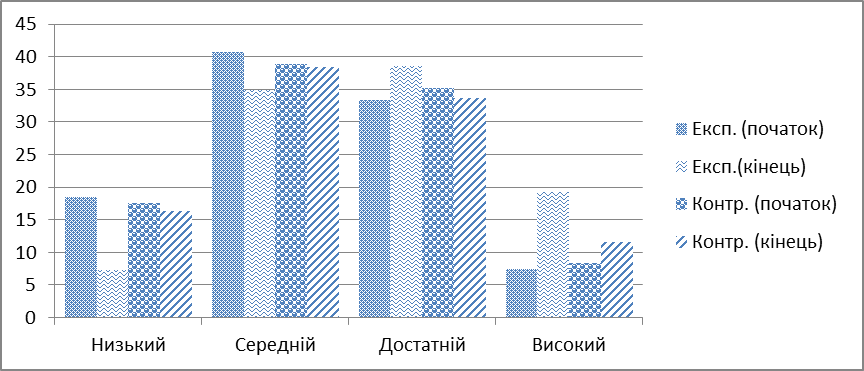 45
40
35
30
25
20
15
10
5
0
Низький Середній Достатній Високий
Експ. (початок)
Експ.(кінець)
Контр. (початок)
Контр. (кінець)